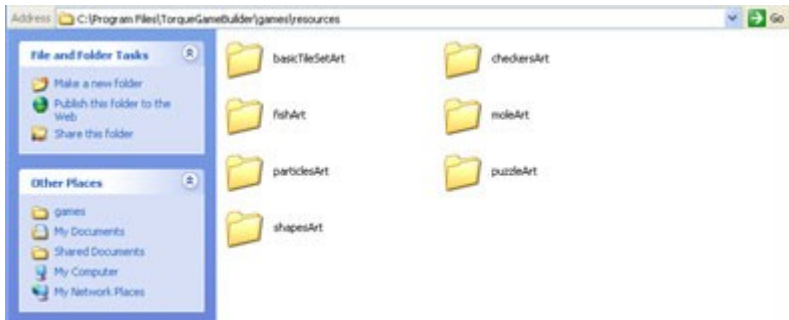 Address C:\Program Files\TorqueGameBuilder\games\resources Go
File and Folder Tasks
Make a new folder
Publish this folder to the
Web
Share this folder
Other Places
games
My Documents
Shared Documents
My Computer
My Network Places
basicTileSetArt
checkersArt
fishArt
moleArt
particlesArt
puzzleArt
shapesArt